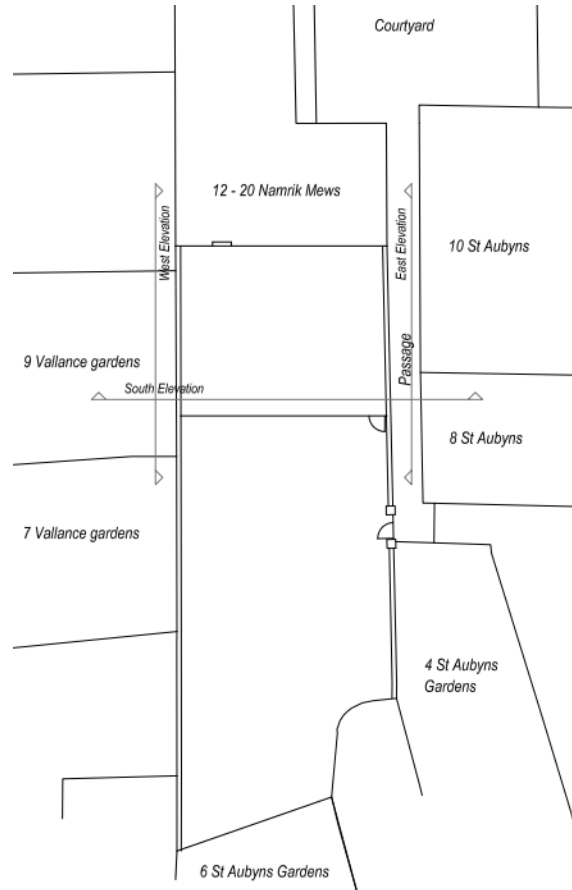 Courtyard
12 - 20 Namrik Mews
West Elevation
East Elevation
10 St Aubyns
9 Vallance gardens
South Elevation
Passage
8 St Aubyns
7 Vallance gardens
4 St Aubyns
Gardens
6 St Aubyns Gardens